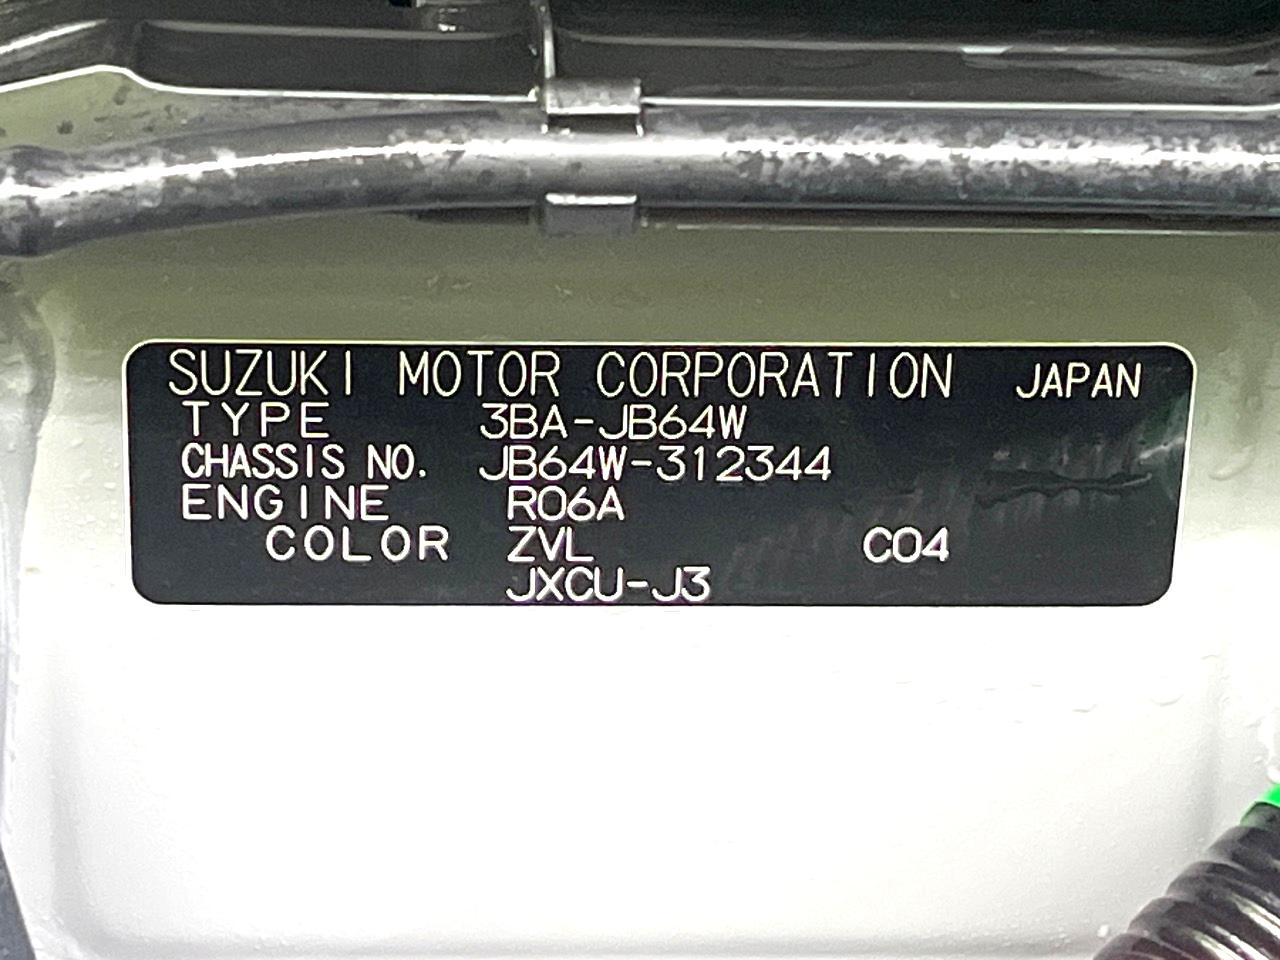 SUZUKI MOTOR CORPORATION JAPAN
TYPE 3BA-JB64W
CHASSIS NO. JB64W-312344
ENGINE R06A
COLOR ZVL C04
JXCU-J3